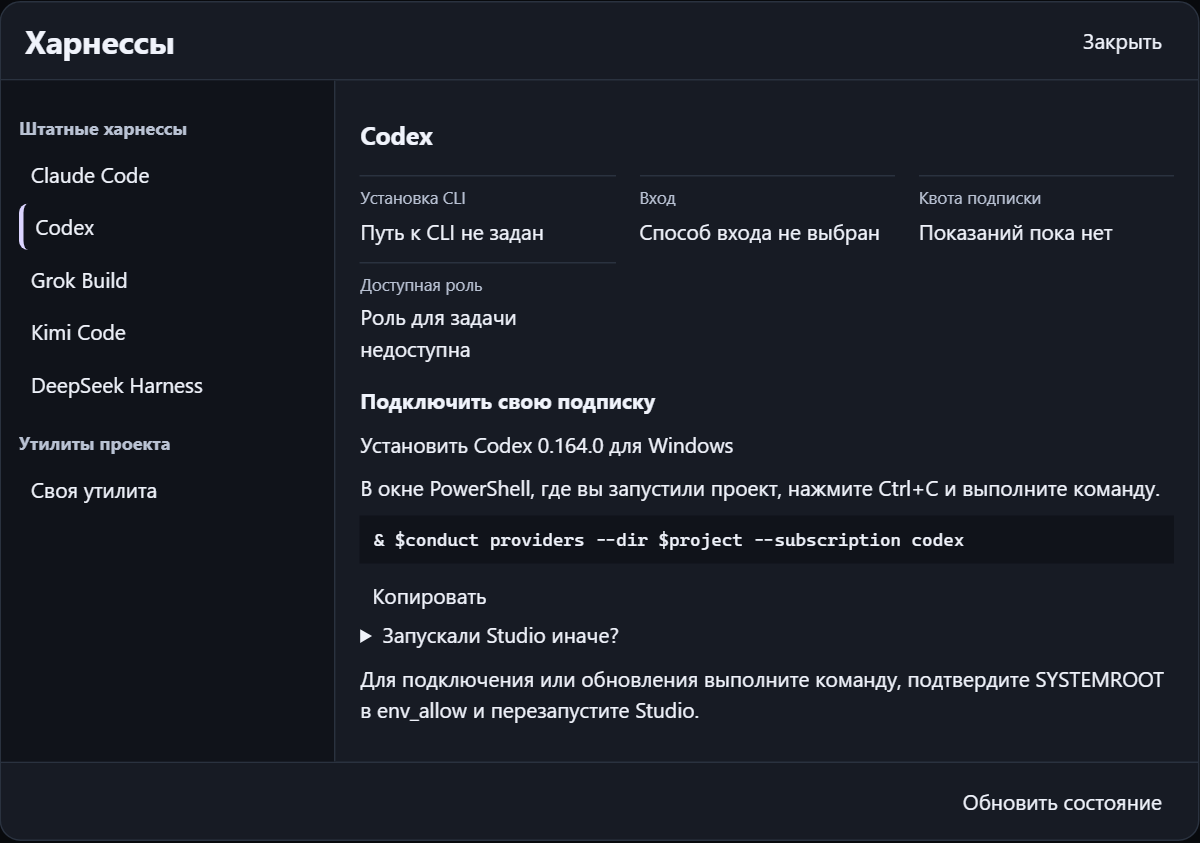 Харнессы
Закрыть
Штатные харнессы
Claude Code
Codex
Grok Build
Kimi Code
DeepSeek Harness
Утилиты проекта
Своя утилита
Codex
Установка CLI
Путь к CLI не задан
Вход
Способ входа не выбран
Квота подписки
Показаний пока нет
Доступная роль
Роль для задачи
недоступна
Подключить свою подписку
Установить Codex 0.164.0 для Windows
В окне PowerShell, где вы запустили проект, нажмите Ctrl+C и выполните команду.
& $conduct providers --dir $project --subscription codex
Копировать
▶ Запускали Studio иначе?
Для подключения или обновления выполните команду, подтвердите SYSTEMROOT
в env_allow и перезапустите Studio.
Обновить состояние